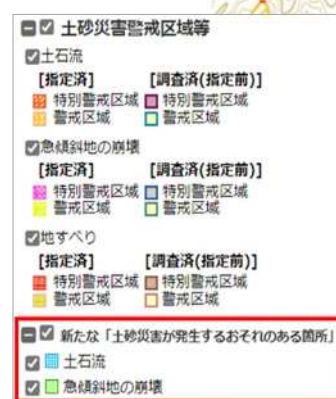 土砂災害警戒区域等
土石流
[指定済] [調査済(指定前)]
特別警戒区域 特別警戒区域
警戒区域 警戒区域
急傾斜地の崩壊
[指定済] [調査済(指定前)]
特別警戒区域 特別警戒区域
警戒区域 警戒区域
地すべり
[指定済] [調査済(指定前)]
特別警戒区域 特別警戒区域
警戒区域 警戒区域
新たな「土砂災害が発生するおそれのある箇所」
土石流
急傾斜地の崩壊